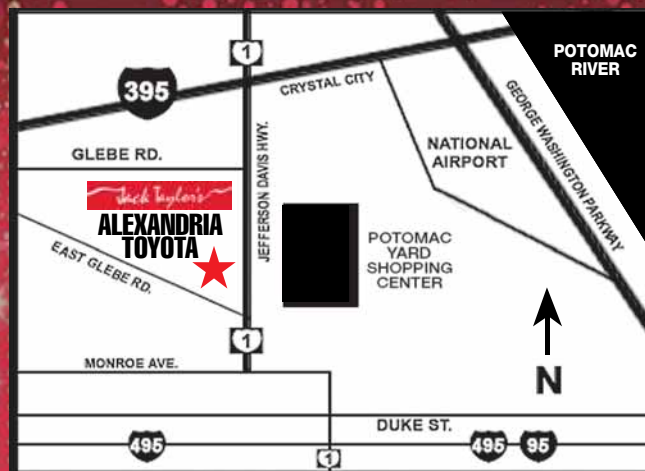 1
POTOMAC
RIVER
395
CRYSTAL CITY
GEORGE WASHINGTON PARKWAY
GLEBE RD.
JEFFERSON DAVIS HWY.
NATIONAL
AIRPORT
Jack Taylor's
ALEXANDRIA
TOYOTA
EAST GLEBE RD.
POTOMAC
YARD
SHOPPING
CENTER
1
MONROE AVE.
N
DUKE ST.
495
1
495
95